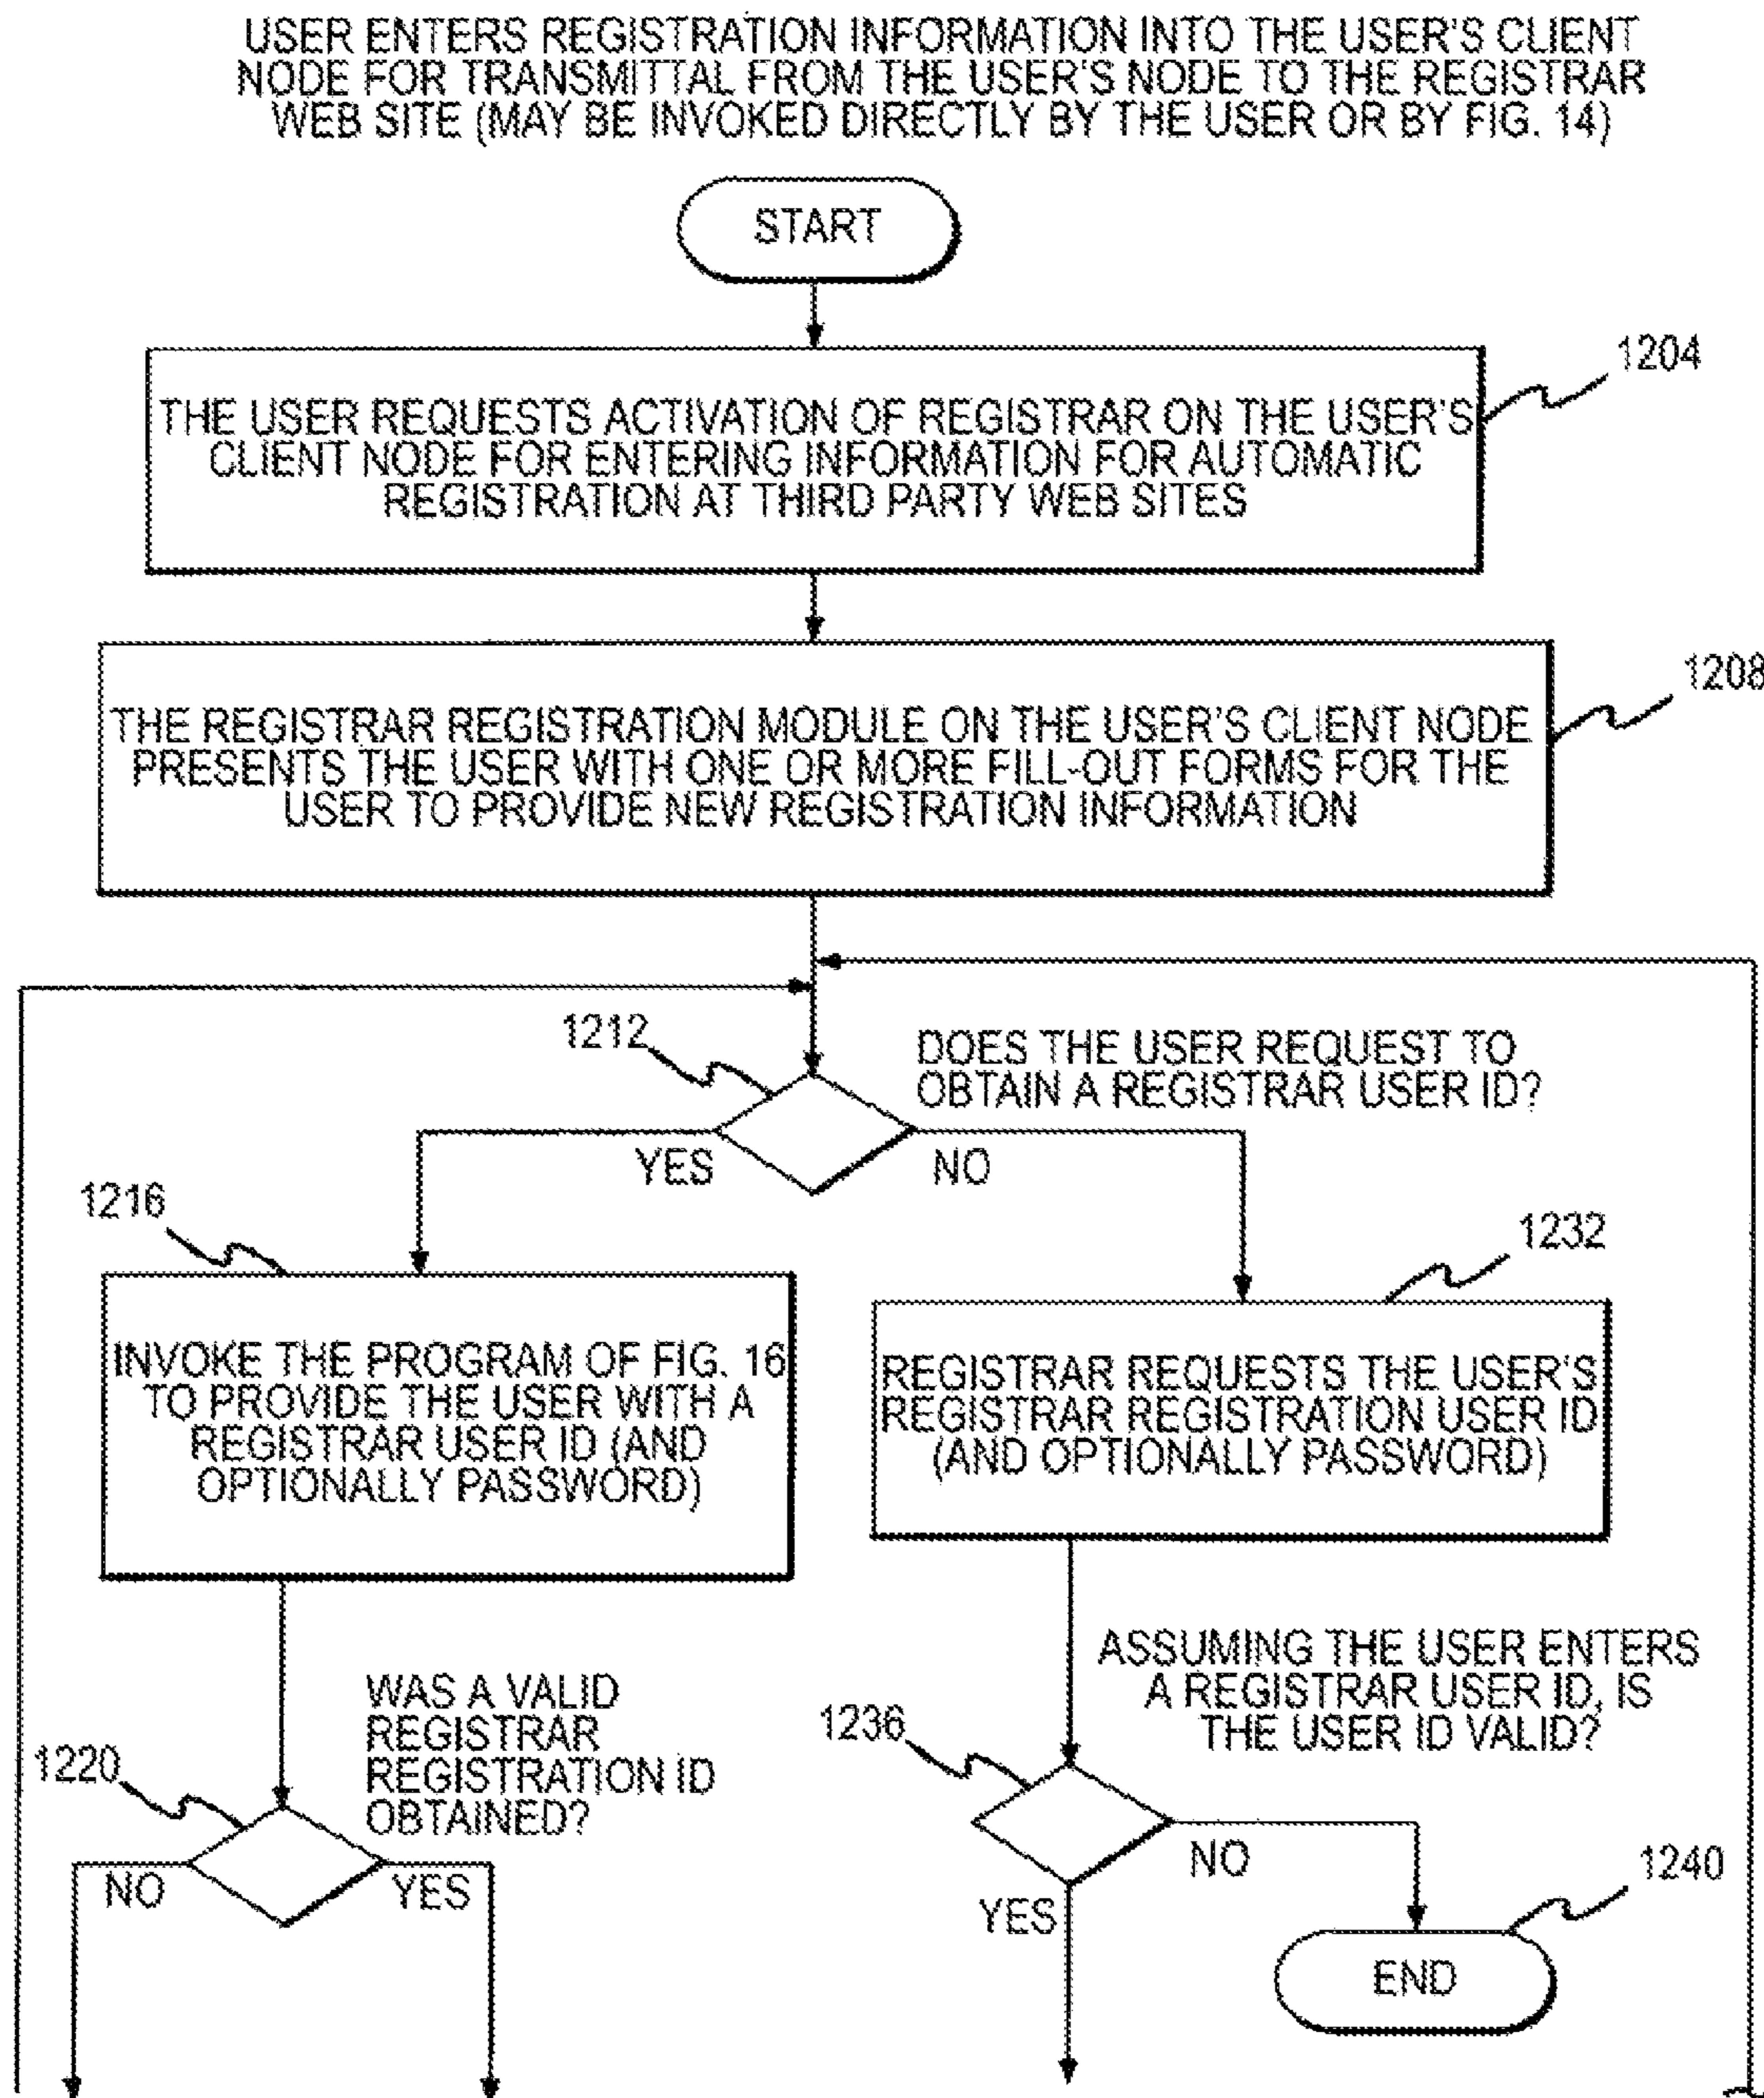 USER ENTERS REGISTRATION INFORMATION INTO THE USER'S CLIENT
NODE FOR TRANSMITTAL FROM THE USER'S NODE TO THE REGISTRAR
WEB SITE (MAY BE INVOKED DIRECTLY BY THE USER OR BY FIG. 14)
START
1204
THE USER REQUESTS ACTIVATION OF REGISTRAR ON THE USER'S
CLIENT NODE FOR ENTERING INFORMATION FOR AUTOMATIC
REGISTRATION AT THIRD PARTY WEB SITES
1208
THE REGISTRAR REGISTRATION MODULE ON THE USER'S CLIENT NODE
PRESENTS THE USER WITH ONE OR MORE FILL-OUT FORMS FOR THE
USER TO PROVIDE NEW REGISTRATION INFORMATION
1212
DOES THE USER REQUEST TO
OBTAIN A REGISTRAR USER ID?
YES
NO
1216
INVOKE THE PROGRAM OF FIG. 16
TO PROVIDE THE USER WITH A
REGISTRAR USER ID (AND
OPTIONALLY PASSWORD)
1232
REGISTRAR REQUESTS THE USER'S
REGISTRAR REGISTRATION USER ID
(AND OPTIONALLY PASSWORD)
WAS A VALID
REGISTRAR
REGISTRATION ID
OBTAINED?
1220
NO
YES
ASSUMING THE USER ENTERS
A REGISTRAR USER ID, IS
THE USER ID VALID?
1236
NO
YES
1240
END